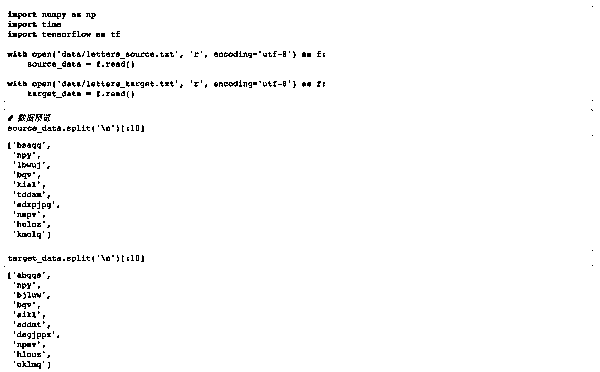 import numpy as np
import time
import tensorflow as tf
with open('data/letters_source.txt', 'r', encoding='utf-8') as f:
source_data = f.read()
with open('data/letters_target.txt', 'r', encoding='utf-8') as f:
target_data = f.read()
# 数据预览
source_data.split('\n')[:10]
['bsaqq',
'npy',
'lbwuj',
'bqv',
'kial',
'tddam',
'edxpjpg',
'nspv',
'huloz',
'kmclq']
target_data.split('\n')[:10]
['abqqs',
'npy',
'bjluw',
'bqv',
'aikl',
'addmt',
'degjppx',
'npsv',
'hlouz',
'cklmq']